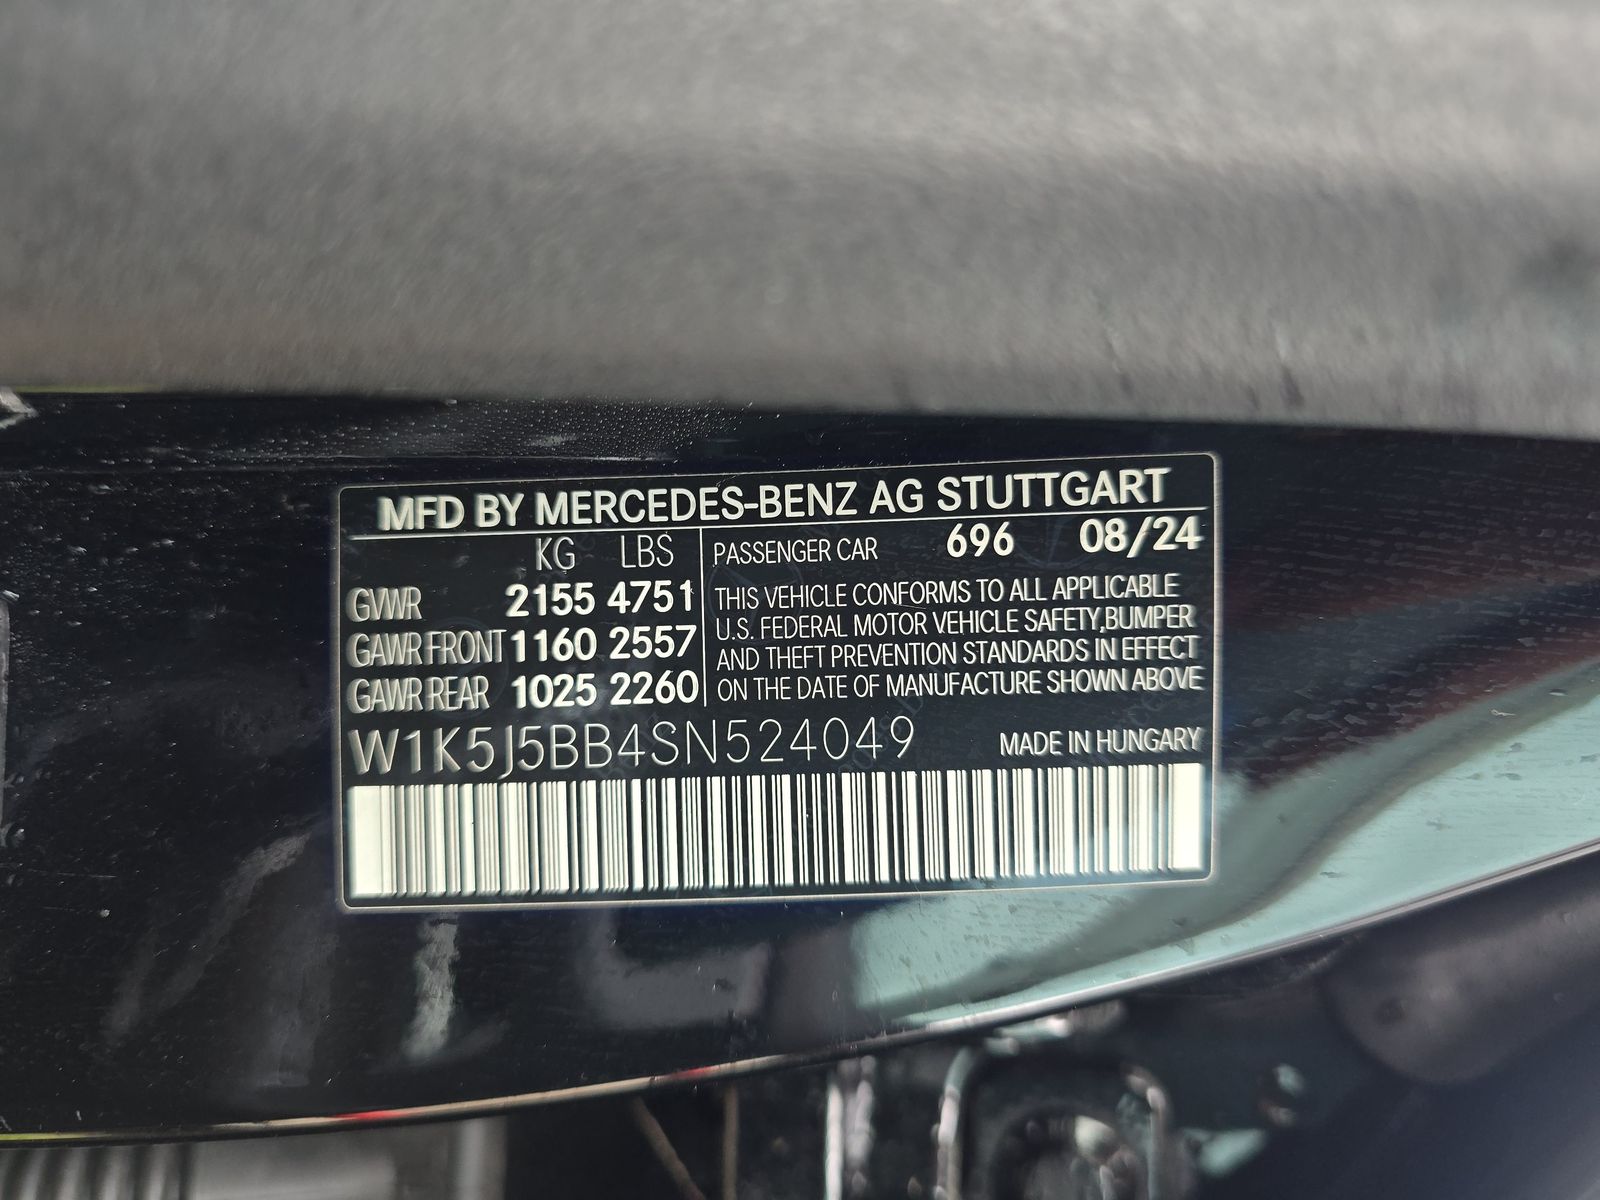 MFD BY MERCEDES-BENZ AG STUTTGART
KG LBS
GVWR 2155 4751
GAWR FRONT 1160 2557
GAWR REAR 1025 2260
PASSENGER CAR 696 08/24
THIS VEHICLE CONFORMS TO ALL APPLICABLE
U.S. FEDERAL MOTOR VEHICLE SAFETY,BUMPER
AND THEFT PREVENTION STANDARDS IN EFFECT
ON THE DATE OF MANUFACTURE SHOWN ABOVE
W1K5J5BB4SN524049
MADE IN HUNGARY